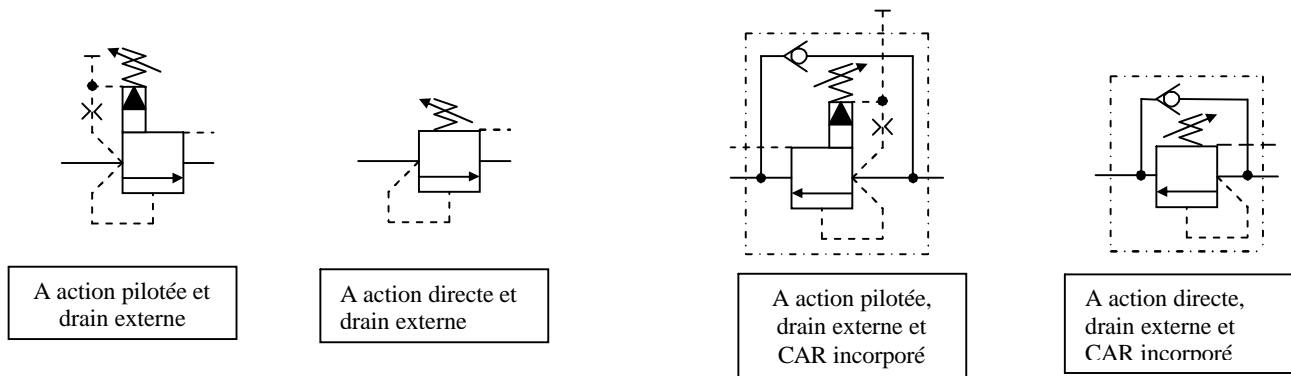 A action pilotée et
drain externe
A action directe et
drain externe
A action pilotée,
drain externe et
CAR incorporé
A action directe,
drain externe et
CAR incorporé